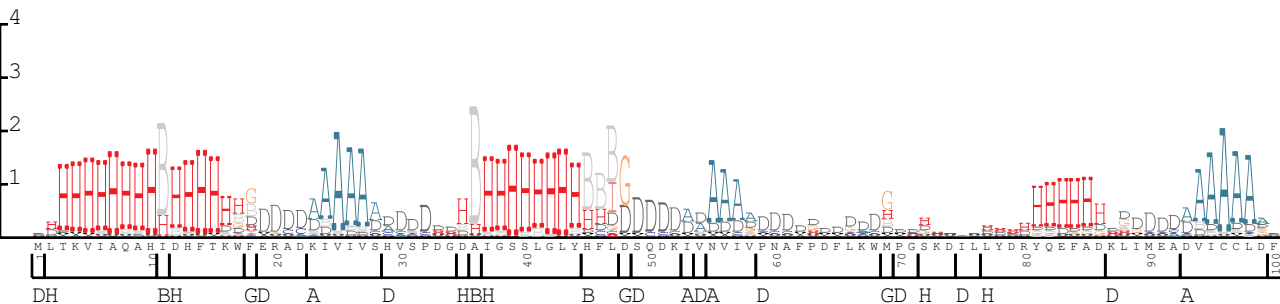 4
3
2
1
MLTKVIAQAHIDHFTKWFERADKIVIVSHVSPDGDAIGSSLGLYHFLDSQDKIVNVIVPNAFPDFLKWMPGSKDILLYDRYQEFADKLIMEADVICCLDF
1 10 20 30 40 50 60 70 80 90 100
DH BH GD A D HBH B GD ADA D GD H D H D A